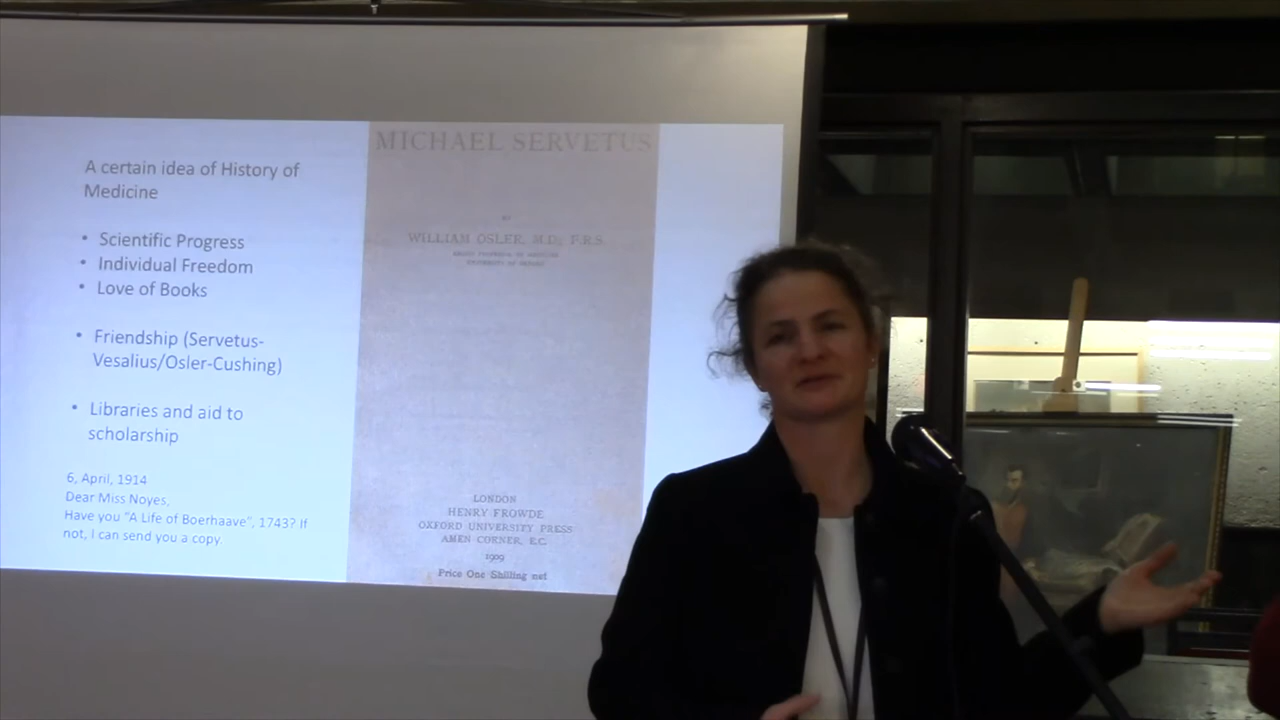 A certain idea of History of
Medicine
• Scientific Progress
• Individual Freedom
• Love of Books
• Friendship (Servetus-
Vesalius/Osler-Cushing)
• Libraries and aid to
scholarship
6, April, 1914
Dear Miss Noyes,
Have you "A Life of Boerhaave", 1743? If
not, I can send you a copy.
MICHAEL SERVETUS
BY
WILLIAM OSLER, M.D., F.R.S.
LONDON
HENRY FROWDE
OXFORD UNIVERSITY PRESS
AMEN CORNER, E.C.
1909
Price One Shilling net